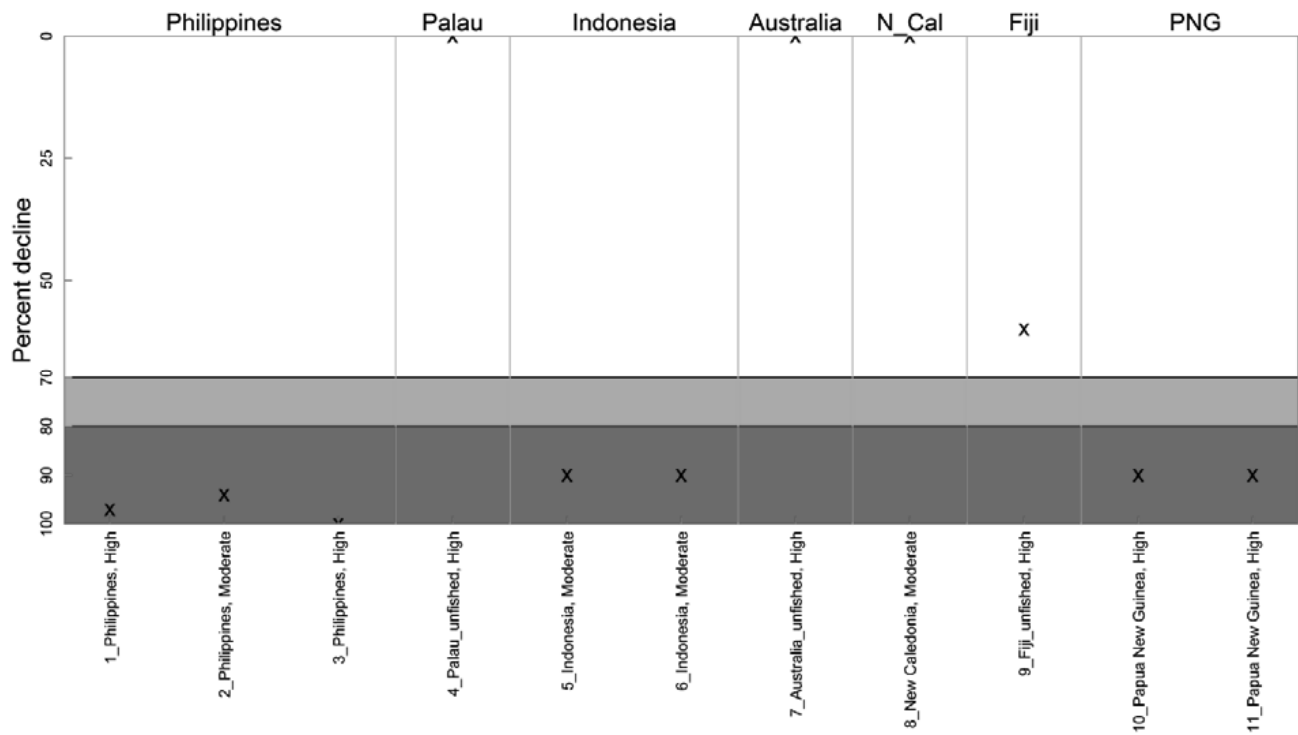 Philippines Palau Indonesia Australia N_Cal Fiji PNG
Percent decline
0
25
50
70
80
90
100
1_Philippines, High
2_Philippines, Moderate
3_Philippines, High
4_Palau_unfished, High
5_Indonesia, Moderate
6_Indonesia, Moderate
7_Australia_unfished, High
8_New Caledonia, Moderate
9_Fiji_unfished, High
10_Papua New Guinea, High
11_Papua New Guinea, High